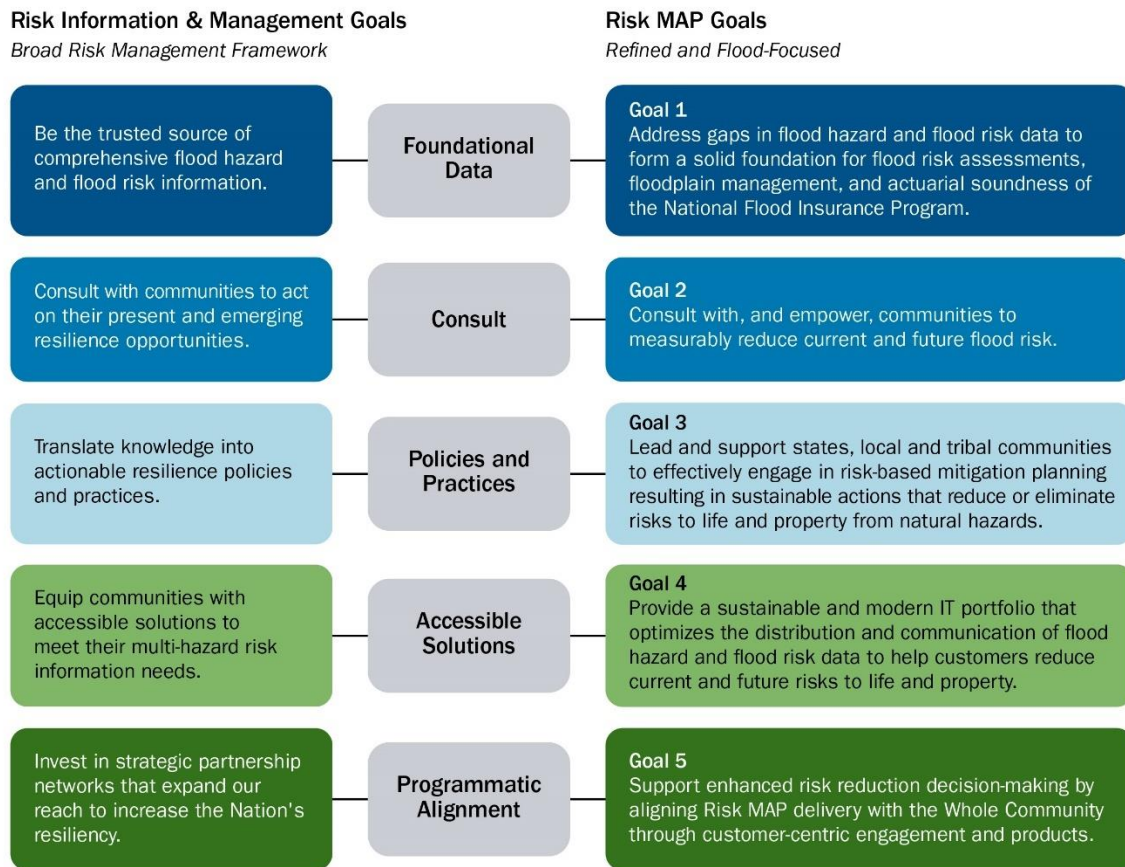 Risk Information & Management Goals
Broad Risk Management Framework
Risk MAP Goals
Refined and Flood-Focused
Be the trusted source of
comprehensive flood hazard
and flood risk information.
Foundational
Data
Goal 1
Address gaps in flood hazard and flood risk data to
form a solid foundation for flood risk assessments,
floodplain management, and actuarial soundness of
the National Flood Insurance Program.
Consult with communities to act
on their present and emerging
resilience opportunities.
Consult
Goal 2
Consult with, and empower, communities to
measurably reduce current and future flood risk.
Translate knowledge into
actionable resilience policies
and practices.
Policies and
Practices
Goal 3
Lead and support states, local and tribal communities
to effectively engage in risk-based mitigation planning
resulting in sustainable actions that reduce or eliminate
risks to life and property from natural hazards.
Equip communities with
accessible solutions to
meet their multi-hazard risk
information needs.
Accessible
Solutions
Goal 4
Provide a sustainable and modern IT portfolio that
optimizes the distribution and communication of flood
hazard and flood risk data to help customers reduce
current and future risks to life and property.
Invest in strategic partnership
networks that expand our
reach to increase the Nation's
resiliency.
Programmatic
Alignment
Goal 5
Support enhanced risk reduction decision-making by
aligning Risk MAP delivery with the Whole Community
through customer-centric engagement and products.